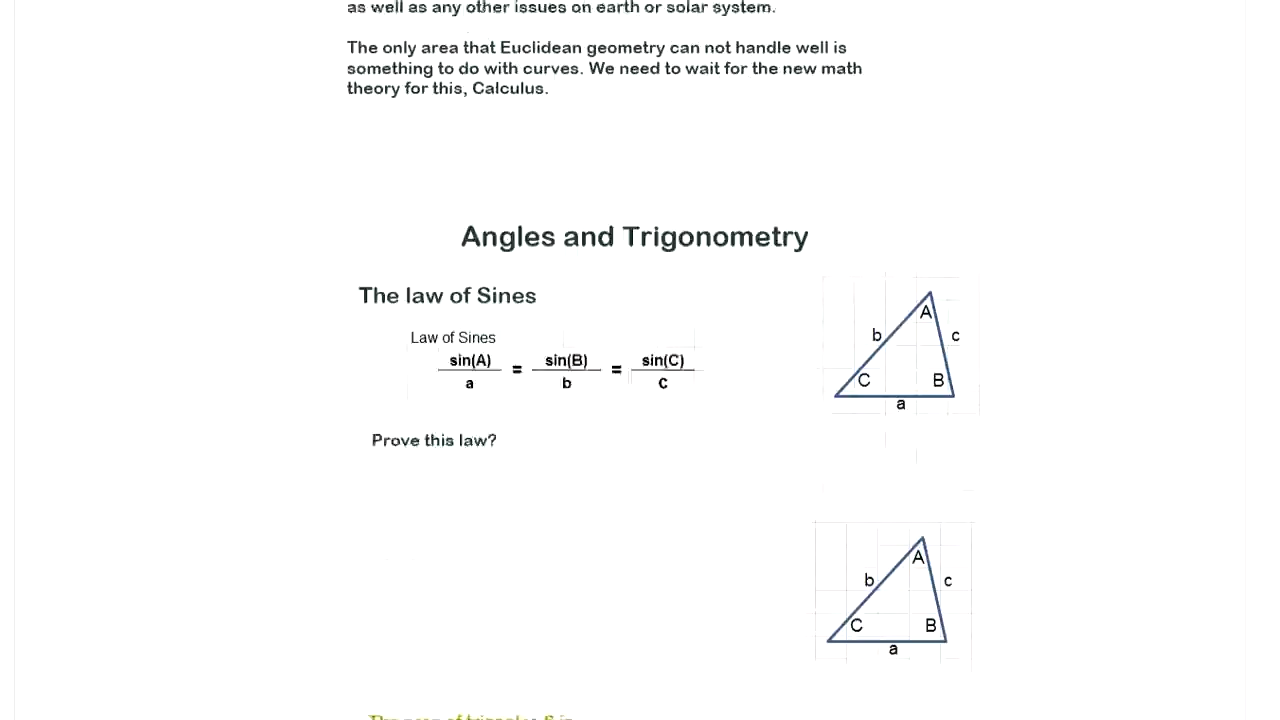 as well as any other issues on earth or solar system.
The only area that Euclidean geometry can not handle well is
something to do with curves. We need to wait for the new math
theory for this, Calculus.
Angles and Trigonometry
The law of Sines
Law of Sines
sin(A) = sin(B) = sin(C)
a b c
Prove this law?
A
b c
C B
a
A
b c
C B
a